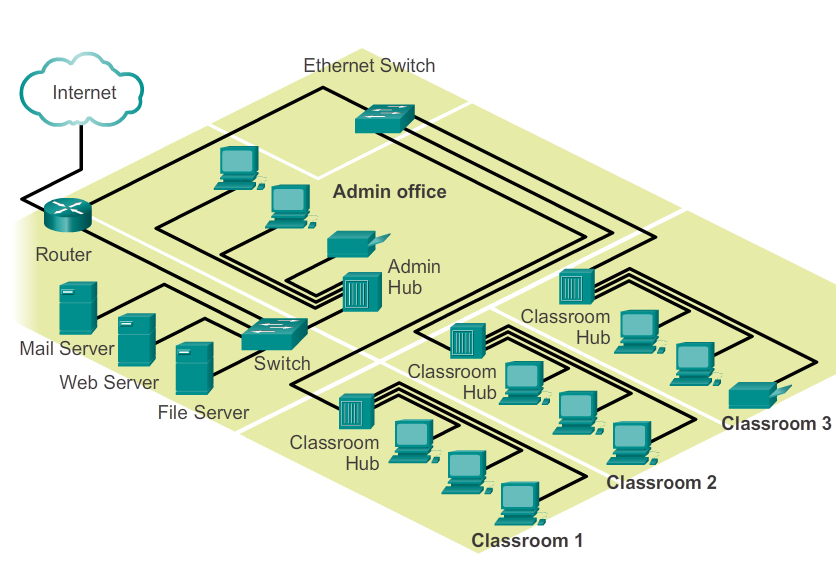 Ethernet Switch
Internet
Admin office
Router
Admin
Hub
Classroom
Hub
Mail Server
Switch
Classroom
Hub
Web Server
File Server
Classroom 3
Classroom
Hub
Classroom 2
Classroom 1